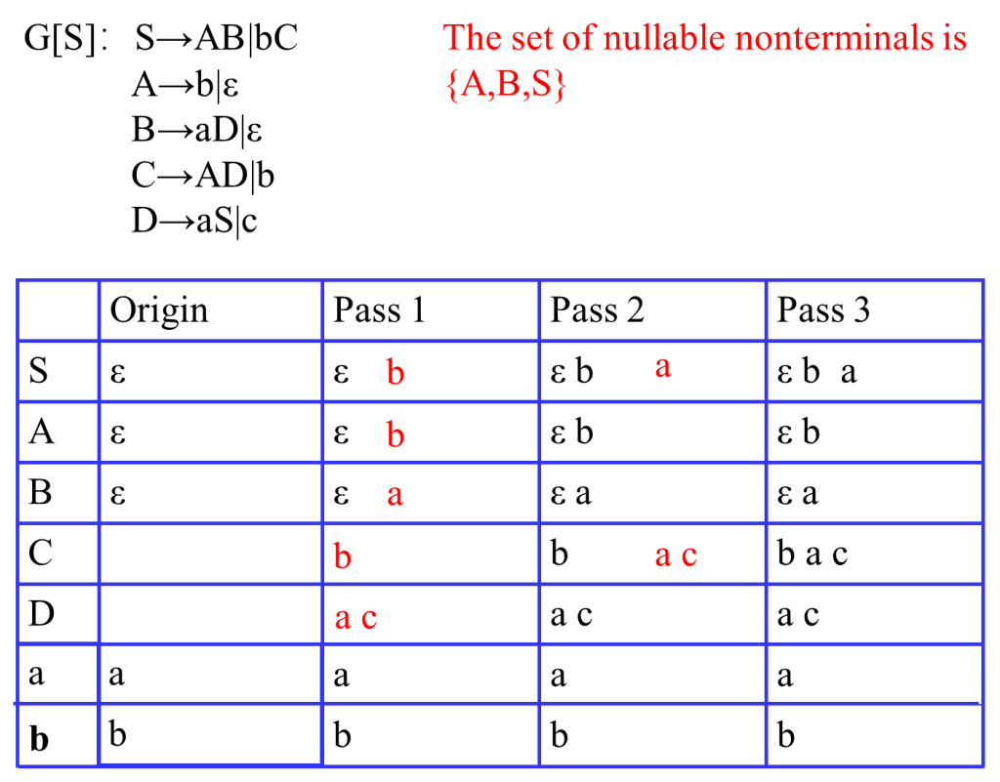 G[S]: S→AB|bC The set of nullable nonterminals is
A→b|ε {A,B,S}
B→aD|ε
C→AD|b
D→aS|c
Origin Pass 1 Pass 2 Pass 3
S ε ε b ε b a ε b a
A ε ε b ε b ε b
B ε ε a ε a ε a
C b b a c b a c
D a c a c a c
a a a a a
b b b b b